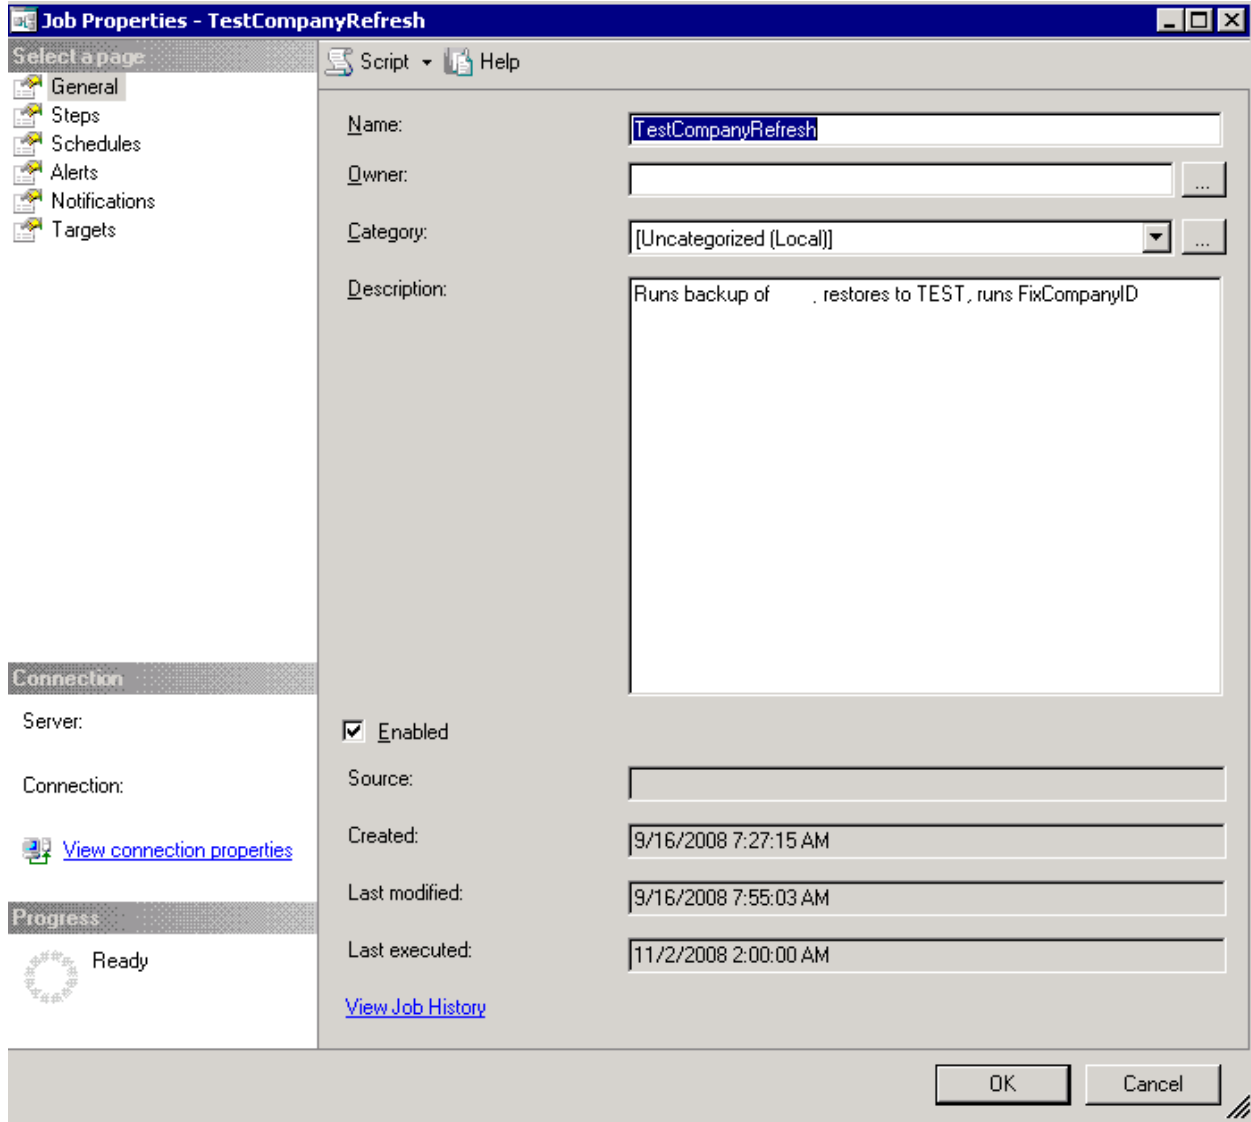 Job Properties - TestCompanyRefresh
Select a page
General
Steps
Schedules
Alerts
Notifications
Targets
Script
Help
Name:
TestCompanyRefresh
Owner:
...
Category:
[Uncategorized (Local)]
...
Description:
Runs backup of , restores to TEST, runs FixCompanyID
Connection
Server:
Connection:
View connection properties
Progress
Ready
Enabled
Source:
Created:
9/16/2008 7:27:15 AM
Last modified:
9/16/2008 7:55:03 AM
Last executed:
11/2/2008 2:00:00 AM
View Job History
OK
Cancel